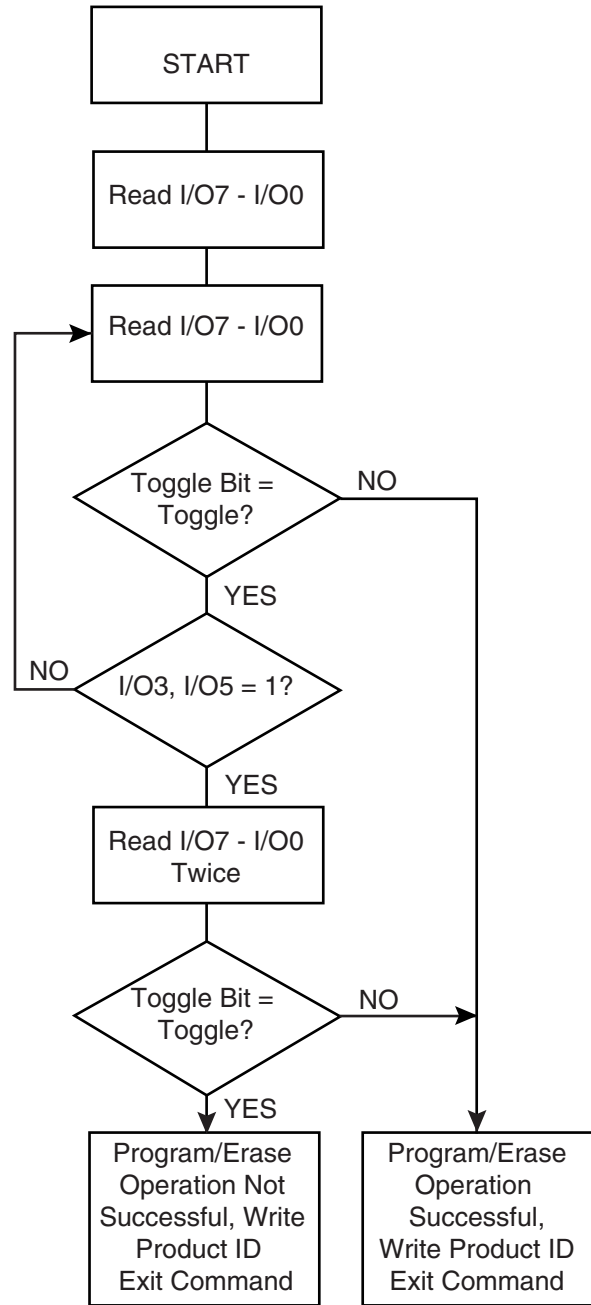 START
Read I/O7 - I/O0
Read I/O7 - I/O0
Toggle Bit =
Toggle?
NO
YES
NO
I/O3, I/O5 = 1?
YES
Read I/O7 - I/O0
Twice
Toggle Bit =
Toggle?
NO
YES
Program/Erase
Operation Not
Successful, Write
Product ID
Exit Command
Program/Erase
Operation
Successful,
Write Product ID
Exit Command